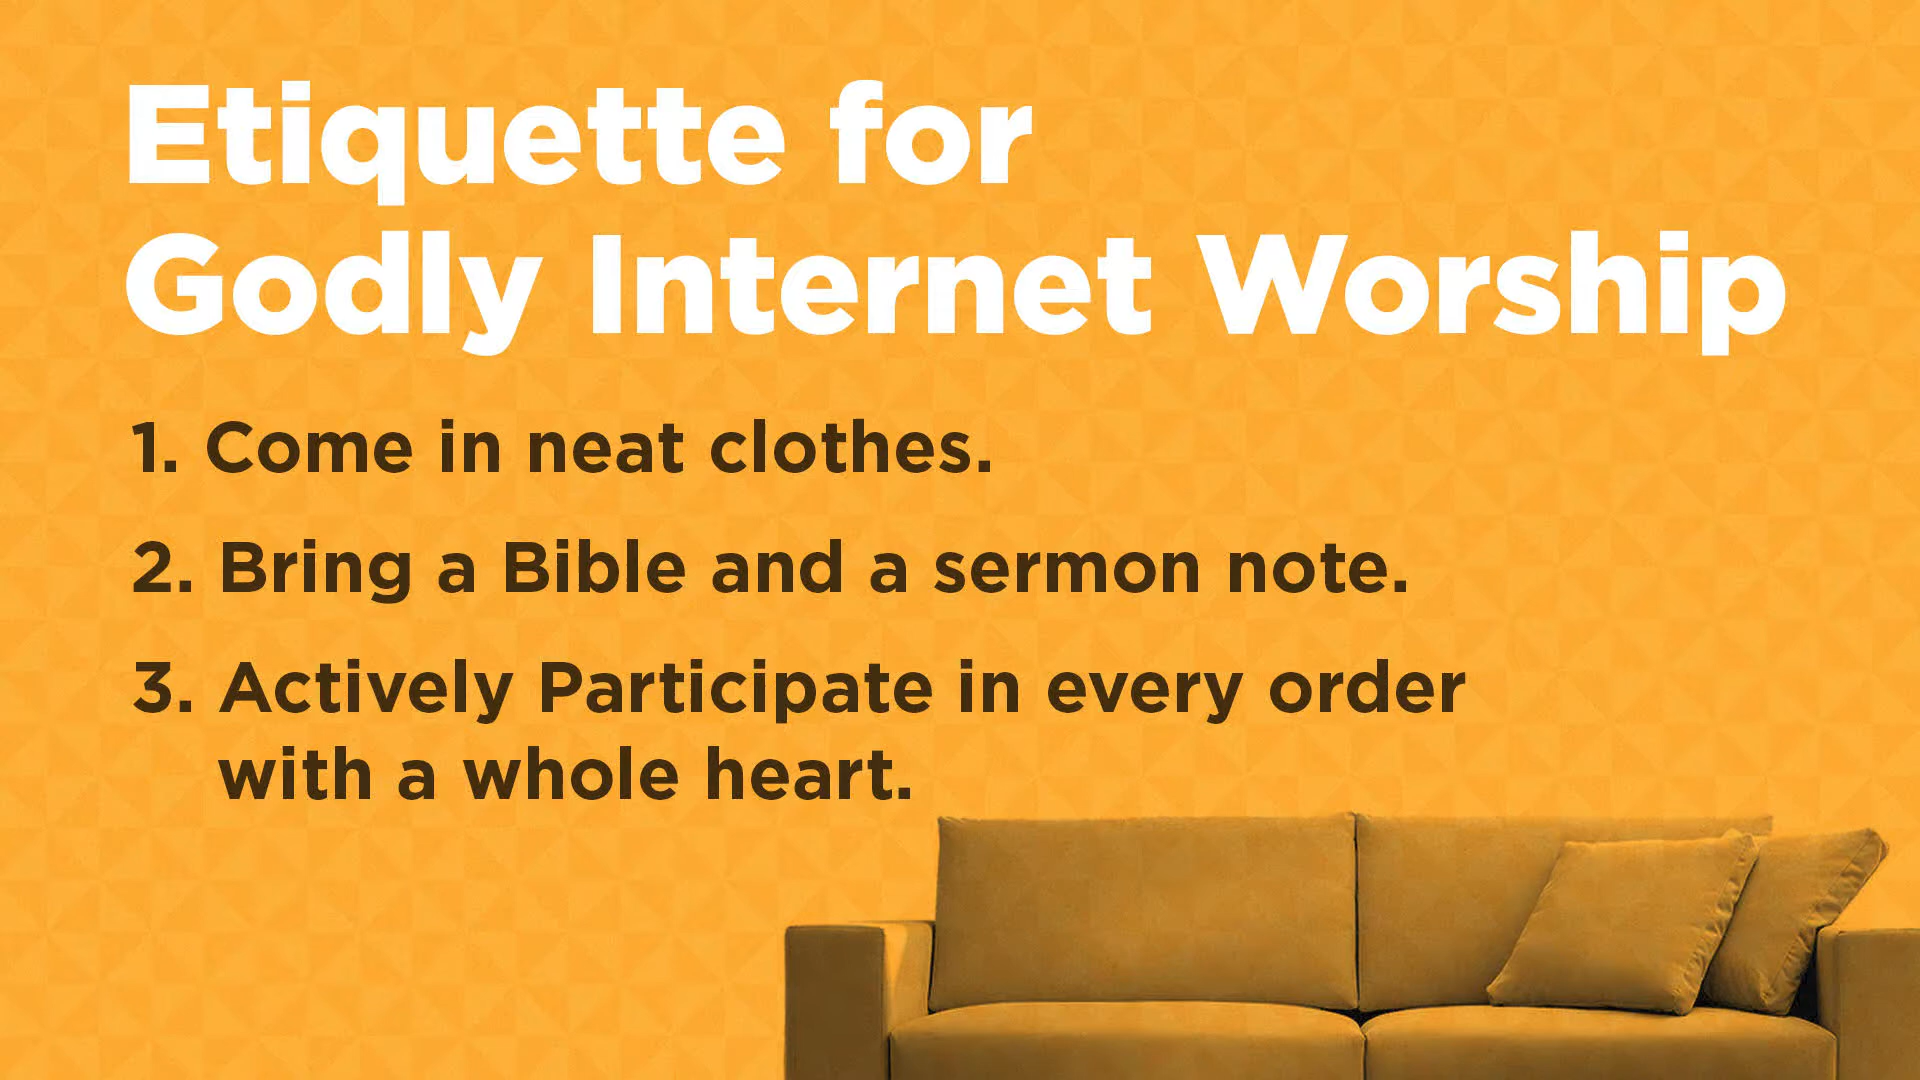 Etiquette for
Godly Internet Worship
1. Come in neat clothes.
2. Bring a Bible and a sermon note.
3. Actively Participate in every order
with a whole heart.